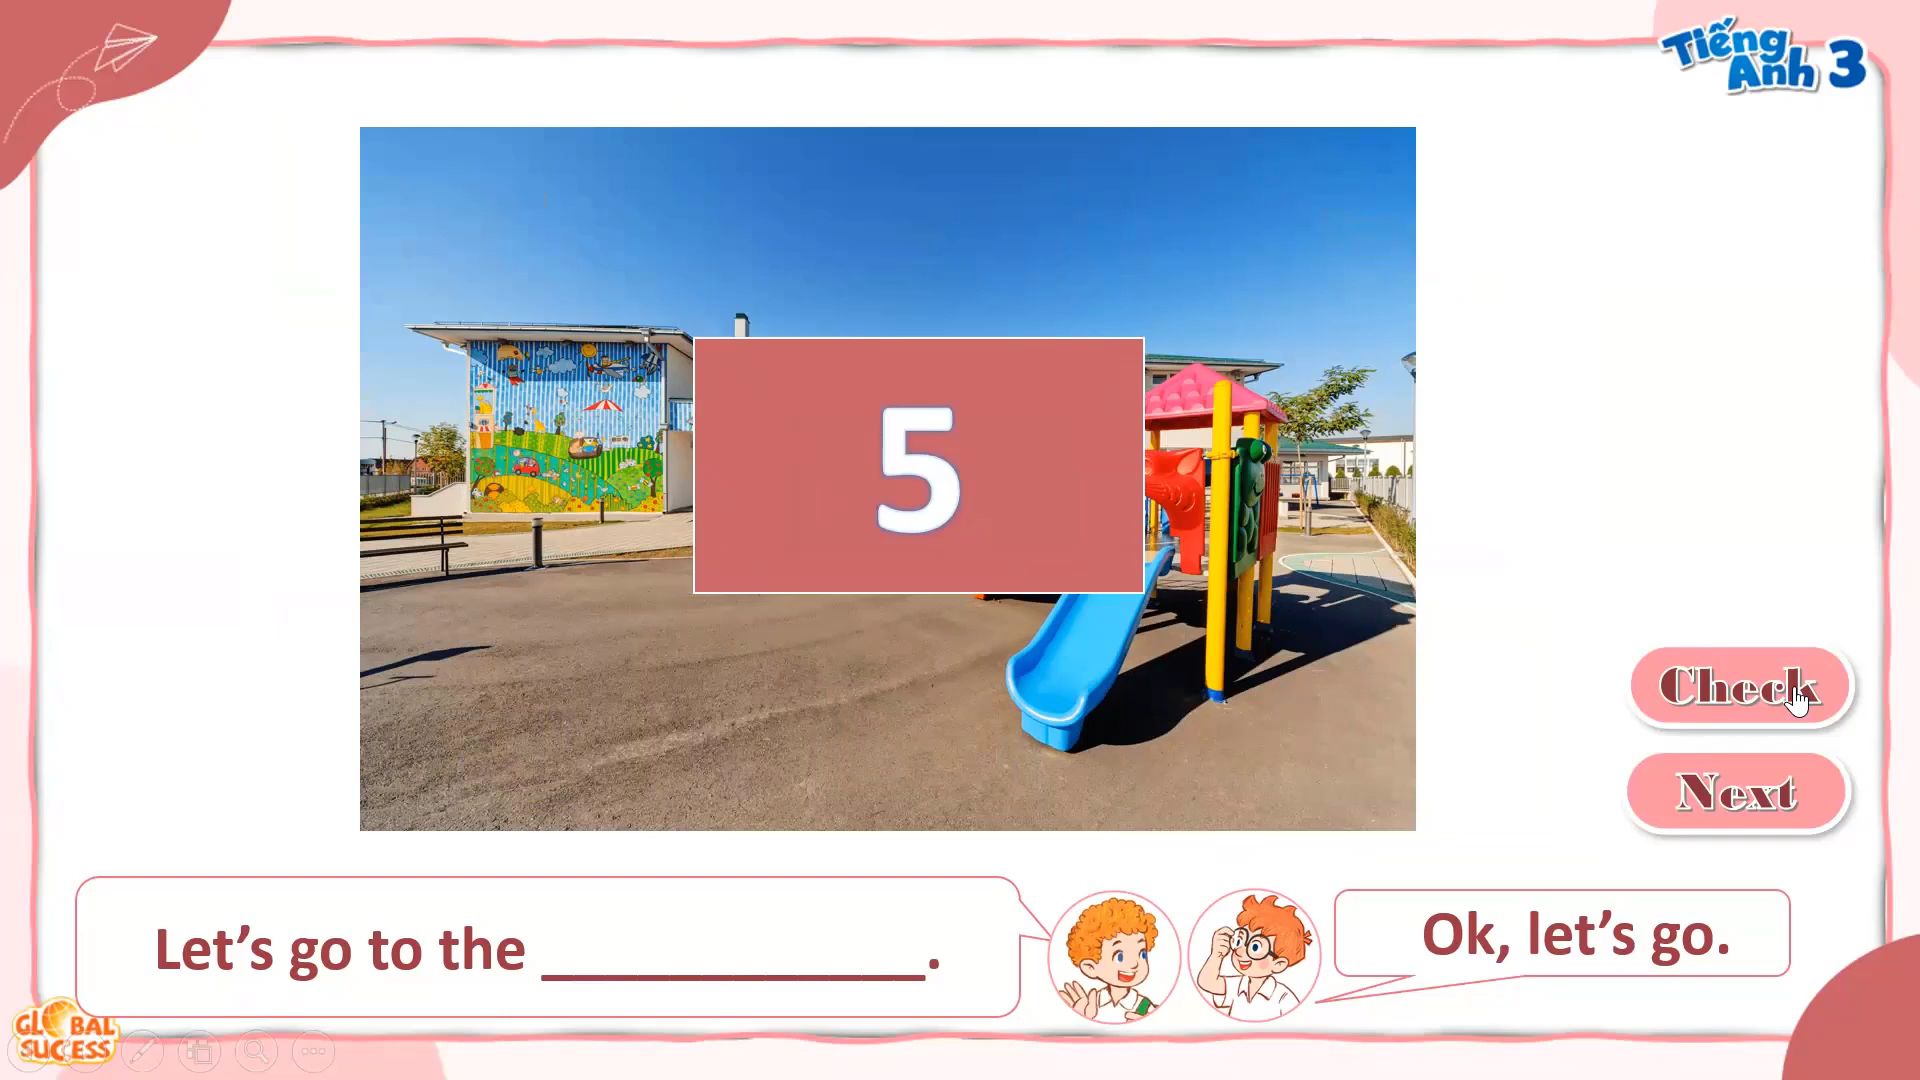 Tiếng
Anh 3
5
Check
Next
Let's go to the ____________.
Ok, let's go.
GLOBAL
SUCCESS